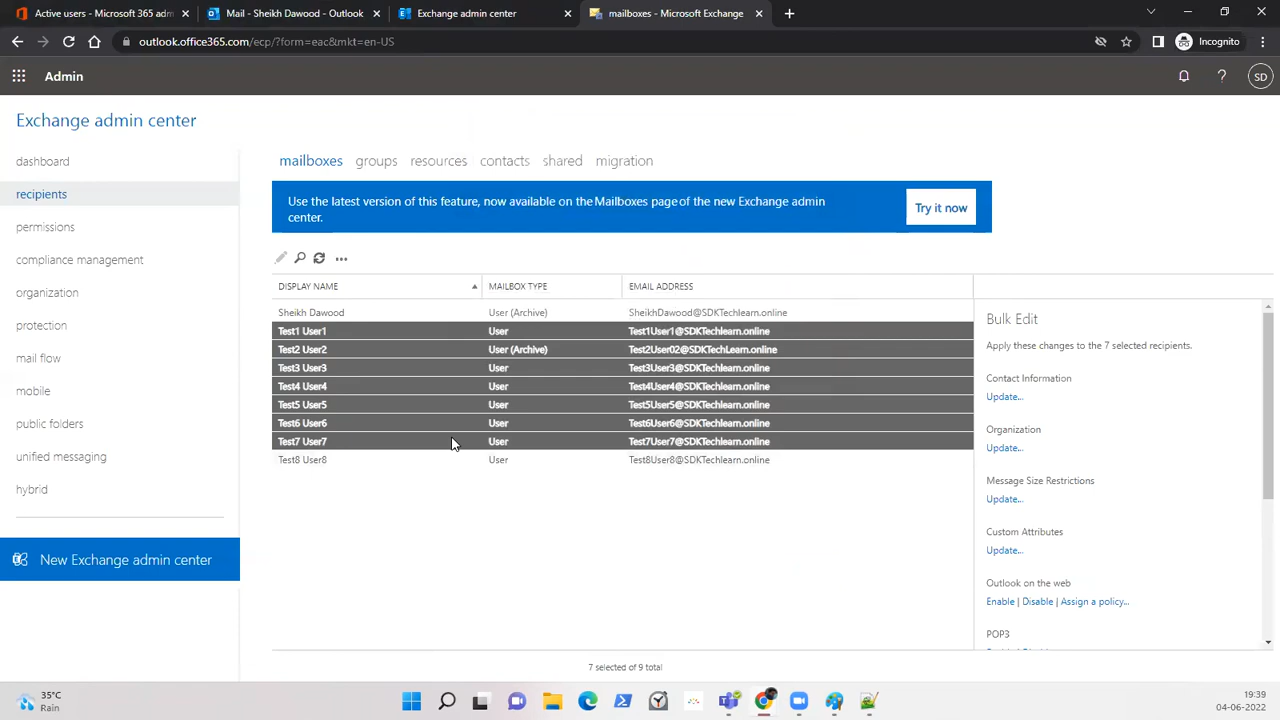 Active users - Microsoft 365 adm
Mail - Sheikh Dawood - Outlook
Exchange admin center
mailboxes - Microsoft Exchange
outlook.office365.com/ecp/?form=eac&mkt=en-US
Incognito
Admin
SD
Exchange admin center
dashboard
recipients
permissions
compliance management
organization
protection
mail flow
mobile
public folders
unified messaging
hybrid
New Exchange admin center
mailboxes groups resources contacts shared migration
Use the latest version of this feature, now available on the Mailboxes page of the new Exchange admin
center.
Try it now
DISPLAY NAME MAILBOX TYPE EMAIL ADDRESS
Sheikh Dawood User (Archive) SheikhDawood@SDKTechlearn.online
Test1 User1 User Test1User1@SDKTechlearn.online
Test2 User2 User (Archive) Test2User02@SDKTechLearn.online
Test3 User3 User Test3User3@SDKTechlearn.online
Test4 User4 User Test4User4@SDKTechlearn.online
Test5 User5 User Test5User5@SDKTechlearn.online
Test6 User6 User Test6User6@SDKTechlearn.online
Test7 User7 User Test7User7@SDKTechlearn.online
Test8 User8 User Test8User8@SDKTechlearn.online
7 selected of 9 total
Bulk Edit
Apply these changes to the 7 selected recipients.
Contact Information
Update...
Organization
Update...
Message Size Restrictions
Update...
Custom Attributes
Update...
Outlook on the web
Enable | Disable | Assign a policy...
POP3
35°C
Rain
19:39
04-06-2022